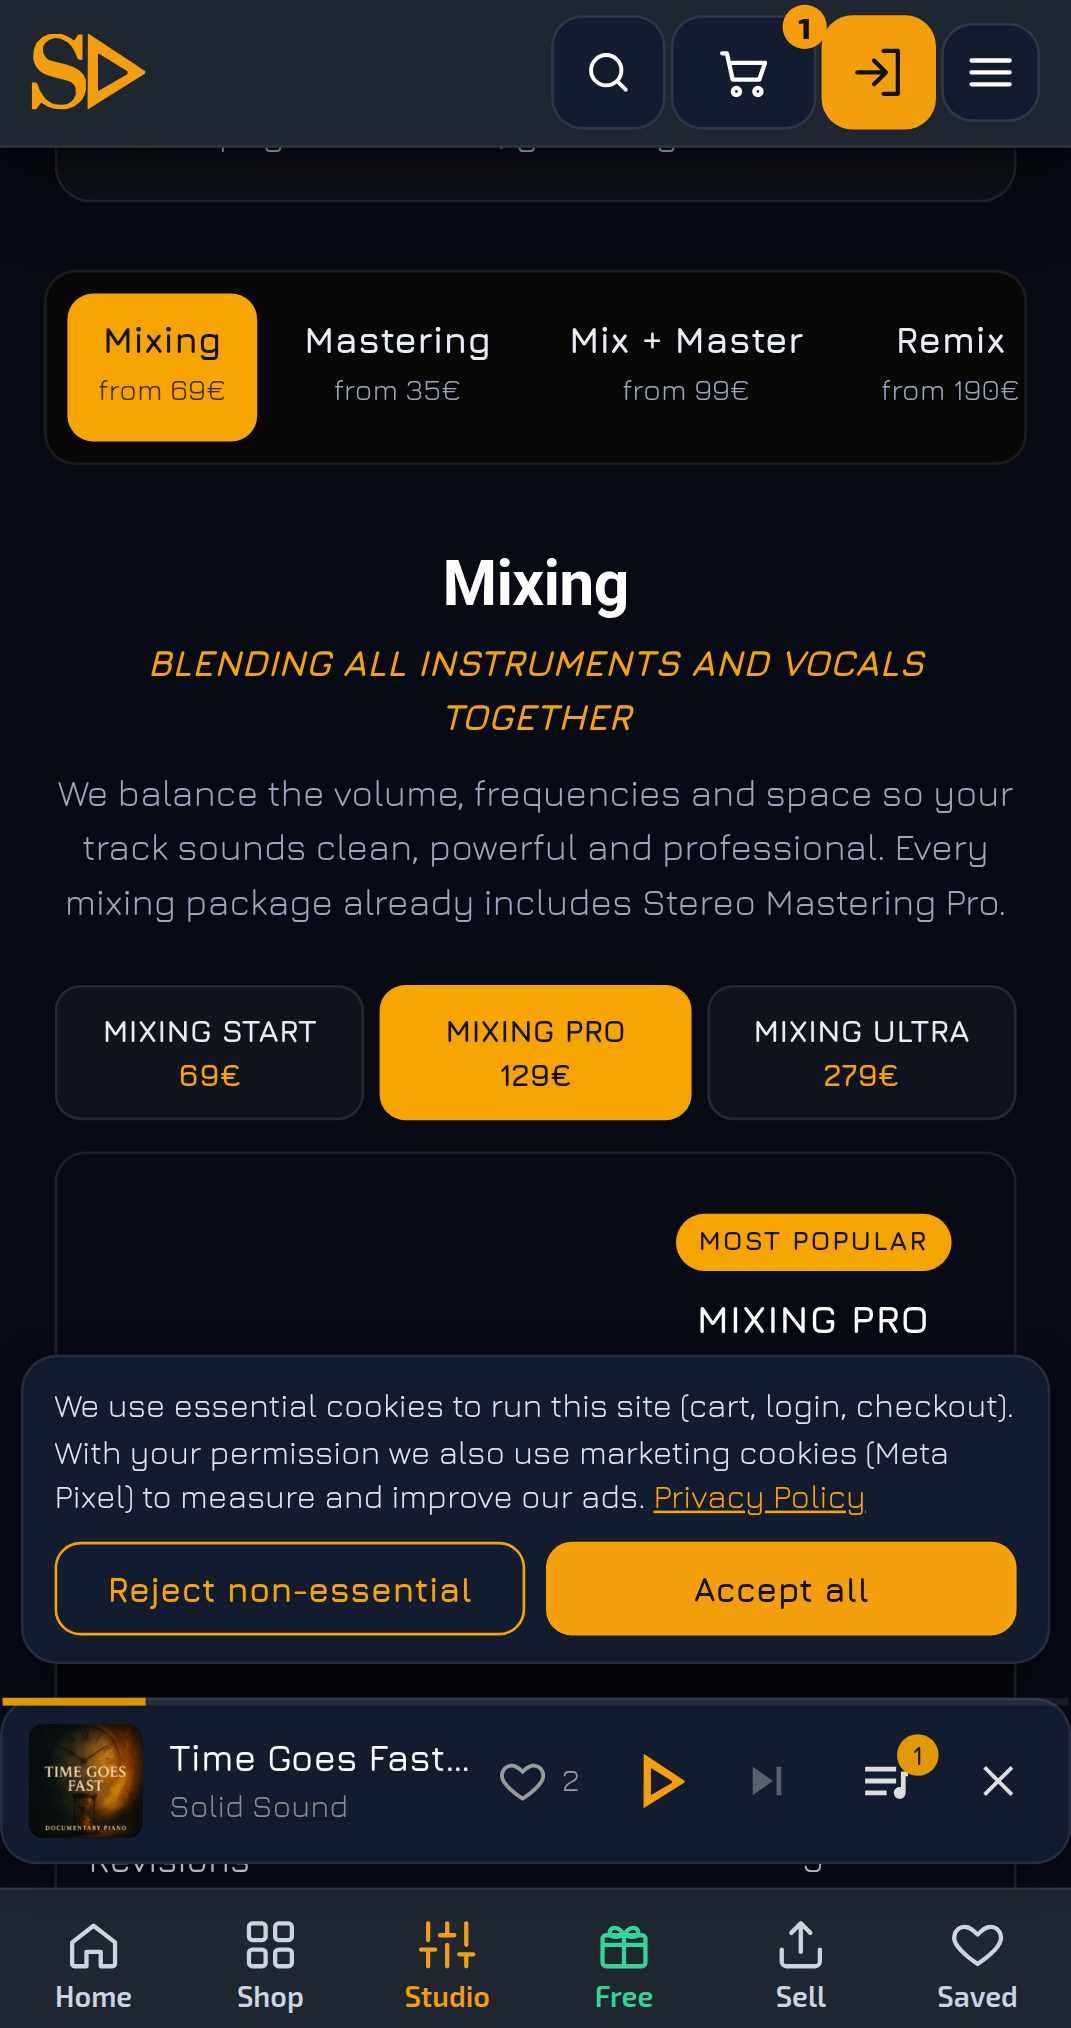 SD
1
Mixing
from 69€
Mastering
from 35€
Mix + Master
from 99€
Remix
from 190€
Mixing
BLENDING ALL INSTRUMENTS AND VOCALS
TOGETHER
We balance the volume, frequencies and space so your
track sounds clean, powerful and professional. Every
mixing package already includes Stereo Mastering Pro.
MIXING START
69€
MIXING PRO
129€
MIXING ULTRA
279€
MOST POPULAR
MIXING PRO
We use essential cookies to run this site (cart, login, checkout).
With your permission we also use marketing cookies (Meta
Pixel) to measure and improve our ads. Privacy Policy
Reject non-essential
Accept all
TIME GOES
FAST
DOCUMENTARY PIANO
Time Goes Fast...
Solid Sound
2
1
Revisions
Home
Shop
Studio
Free
Sell
Saved